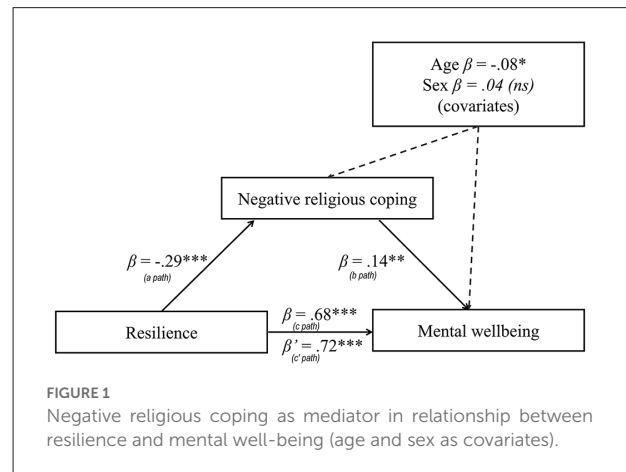 Age β = -.08*
Sex β = .04 (ns)
(covariates)
Negative religious coping
β = -.29***
(a path)
β = .14**
(b path)
Resilience
β = .68***
(c path)
β’ = .72***
(c' path)
Mental wellbeing
FIGURE 1
Negative religious coping as mediator in relationship between
resilience and mental well-being (age and sex as covariates).